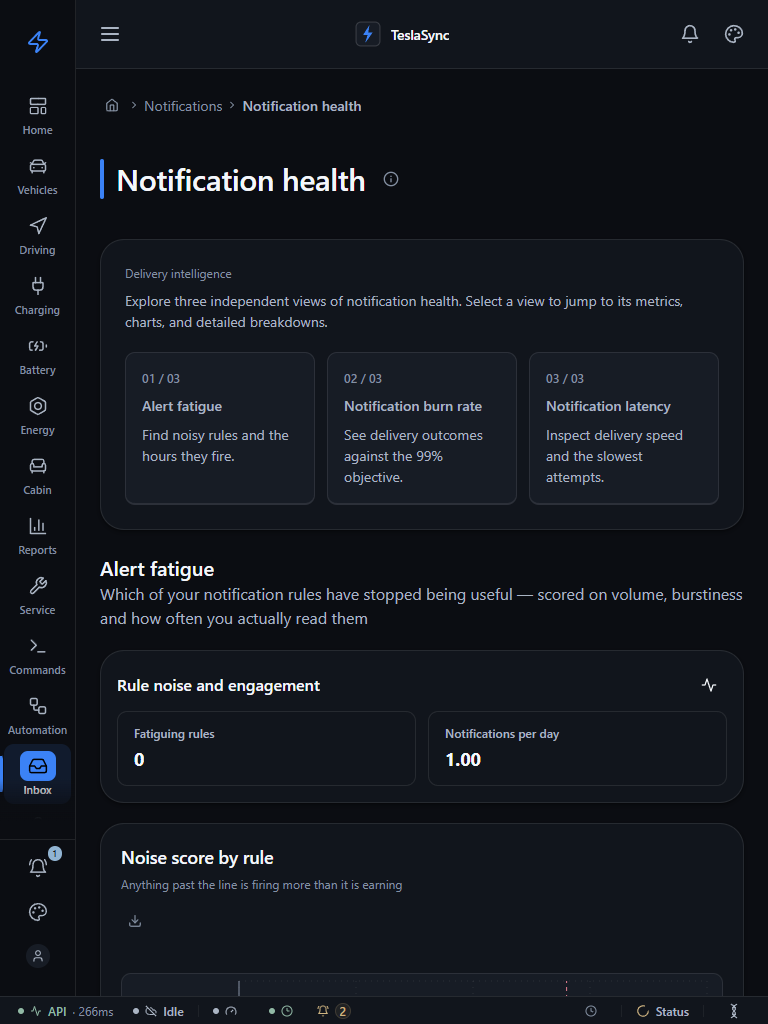 TeslaSync
Home
Vehicles
Driving
Charging
Battery
Energy
Cabin
Reports
Service
Commands
Automation
Inbox
1
Notifications
Notification health
Notification health
Delivery intelligence
Explore three independent views of notification health. Select a view to jump to its metrics,
charts, and detailed breakdowns.
01 / 03
Alert fatigue
Find noisy rules and the
hours they fire.
02 / 03
Notification burn rate
See delivery outcomes
against the 99%
objective.
03 / 03
Notification latency
Inspect delivery speed
and the slowest
attempts.
Alert fatigue
Which of your notification rules have stopped being useful — scored on volume, burstiness
and how often you actually read them
Rule noise and engagement
Fatiguing rules
0
Notifications per day
1.00
Noise score by rule
Anything past the line is firing more than it is earning
API · 266ms
Idle
2
Status